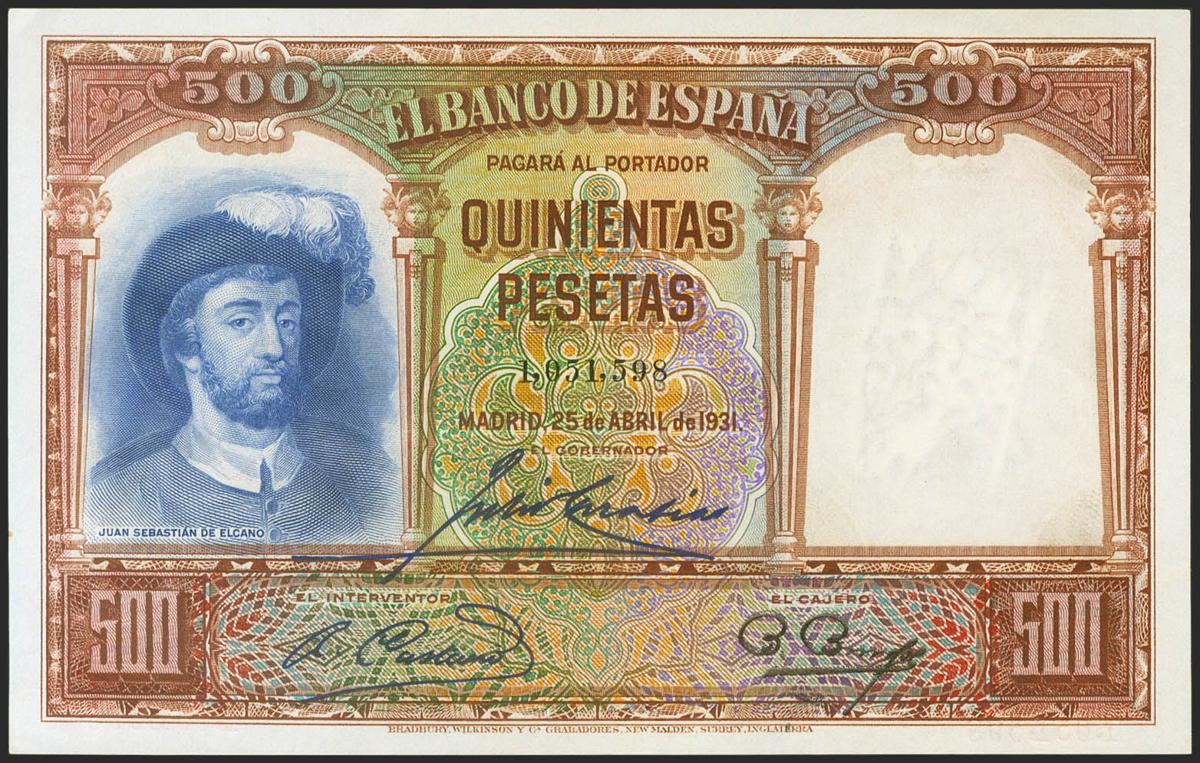 500
500
EL BANCO DE ESPAÑA
PAGARÁ AL PORTADOR
QUINIENTAS
PESETAS
1,051,598
MADRID, 25 de ABRIL de 1931.
EL GOBERNADOR
JUAN SEBASTIÁN DE ELCANO
EL INTERVENTOR
EL CAJERO
500
500
BRADBURY, WILKINSON Y Cª. GRABADORES, NEW MALDEN, SURREY, INGLATERRA